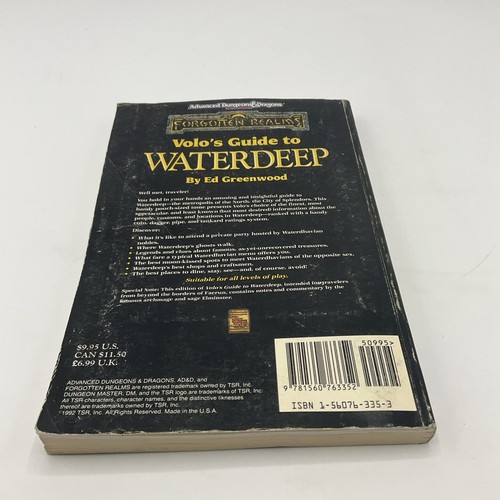 Advanced Dungeons & Dragons
FORGOTTEN REALMS
Volo's Guide to
WATERDEEP
By Ed Greenwood
Well met, traveler!
You hold in your hands an amusing and insightful guide to
Waterdeep—the metropolis of the North, the City of Splendors. This
handy pouch-sized tome presents Volo's choice of the finest, most
spectacular, and least known (but most desired) information about the
people, customs, and locations in Waterdeep—ranked with a handy
coin, dagger, pipe, and tankard ratings system.
Discover:
• What it's like to attend a private party hosted by Waterdhavian
nobles.
• Where Waterdeep's ghosts walk.
• Legends and clues about famous, as-yet-unrecovered treasures.
• What fare a typical Waterdhavian menu offers you.
• The best moon-kissed spots to meet Waterdhavians of the opposite sex.
• Waterdeep's best shops and craftsmen.
• The best places to dine, stay, see—and, of course, avoid!
Suitable for all levels of play.
Special Note: This edition of Volo's Guide to Waterdeep, intended for travelers
from beyond the borders of Faerun, contains notes and commentary by the
famous archmage and sage Elminster.
$9.95 U.S.
CAN $11.50
£6.99 U.K.
50995>
9 781560 763352
ISBN 1-56076-335-3
ADVANCED DUNGEONS & DRAGONS, AD&D, and
FORGOTTEN REALMS are registered trademarks owned by TSR, Inc.
DUNGEON MASTER, DM, and the TSR logo are trademarks of TSR, Inc.
All TSR characters, character names, and the distinctive likenesses
thereof are trademarks owned by TSR, Inc.
©1992 TSR, Inc. All Rights Reserved. Made in the U.S.A.